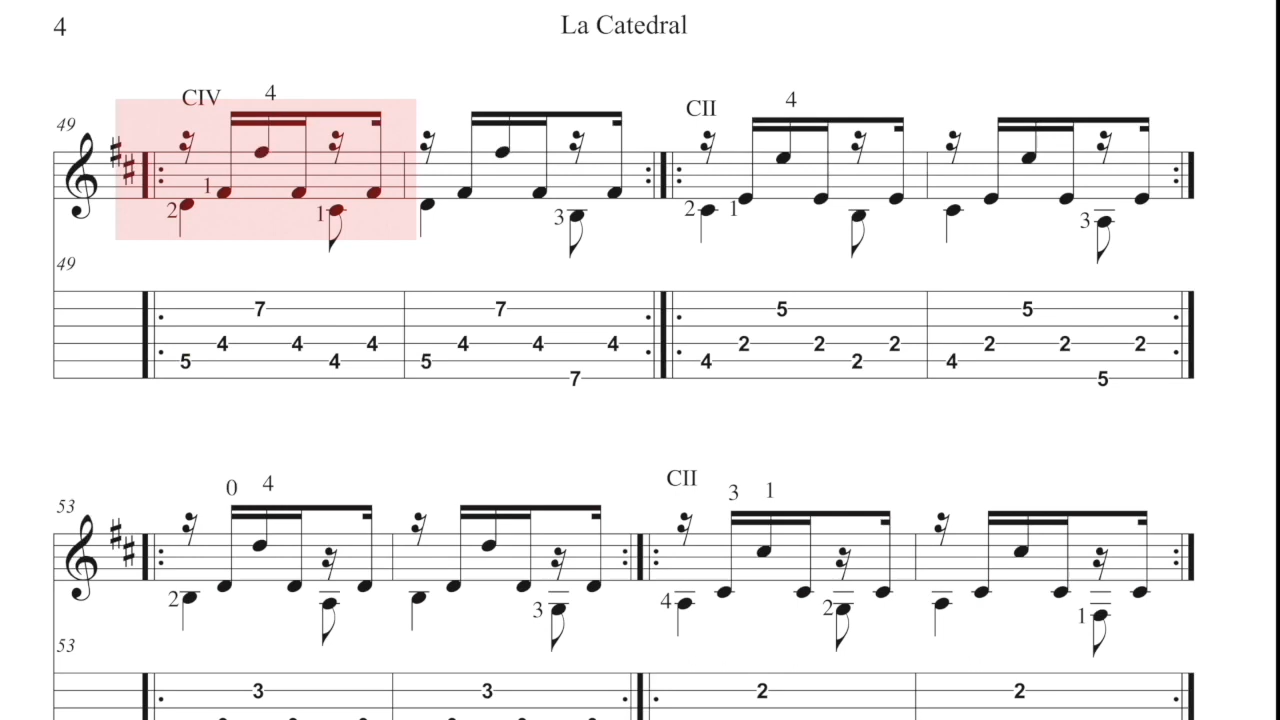 4 La Catedral
CIV 4 CII 4
49
1
2 1 3 2 1 3
49
7 7 5 5
4 4 4 4 4 4 2 2 2 2 2 2
5 4 5 4 2 4
7 5
CII
0 4 3 1
53
2 3 4 2 1
53
3 3 2 2